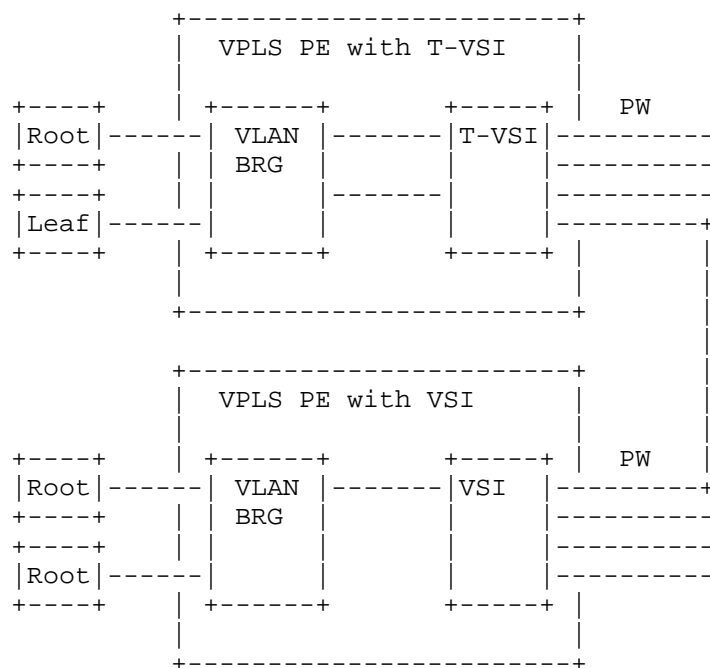 VPLS PE with T-VSI
PW
Root VLAN T-VSI
BRG
Leaf
VPLS PE with VSI
PW
Root VLAN VSI
BRG
Root